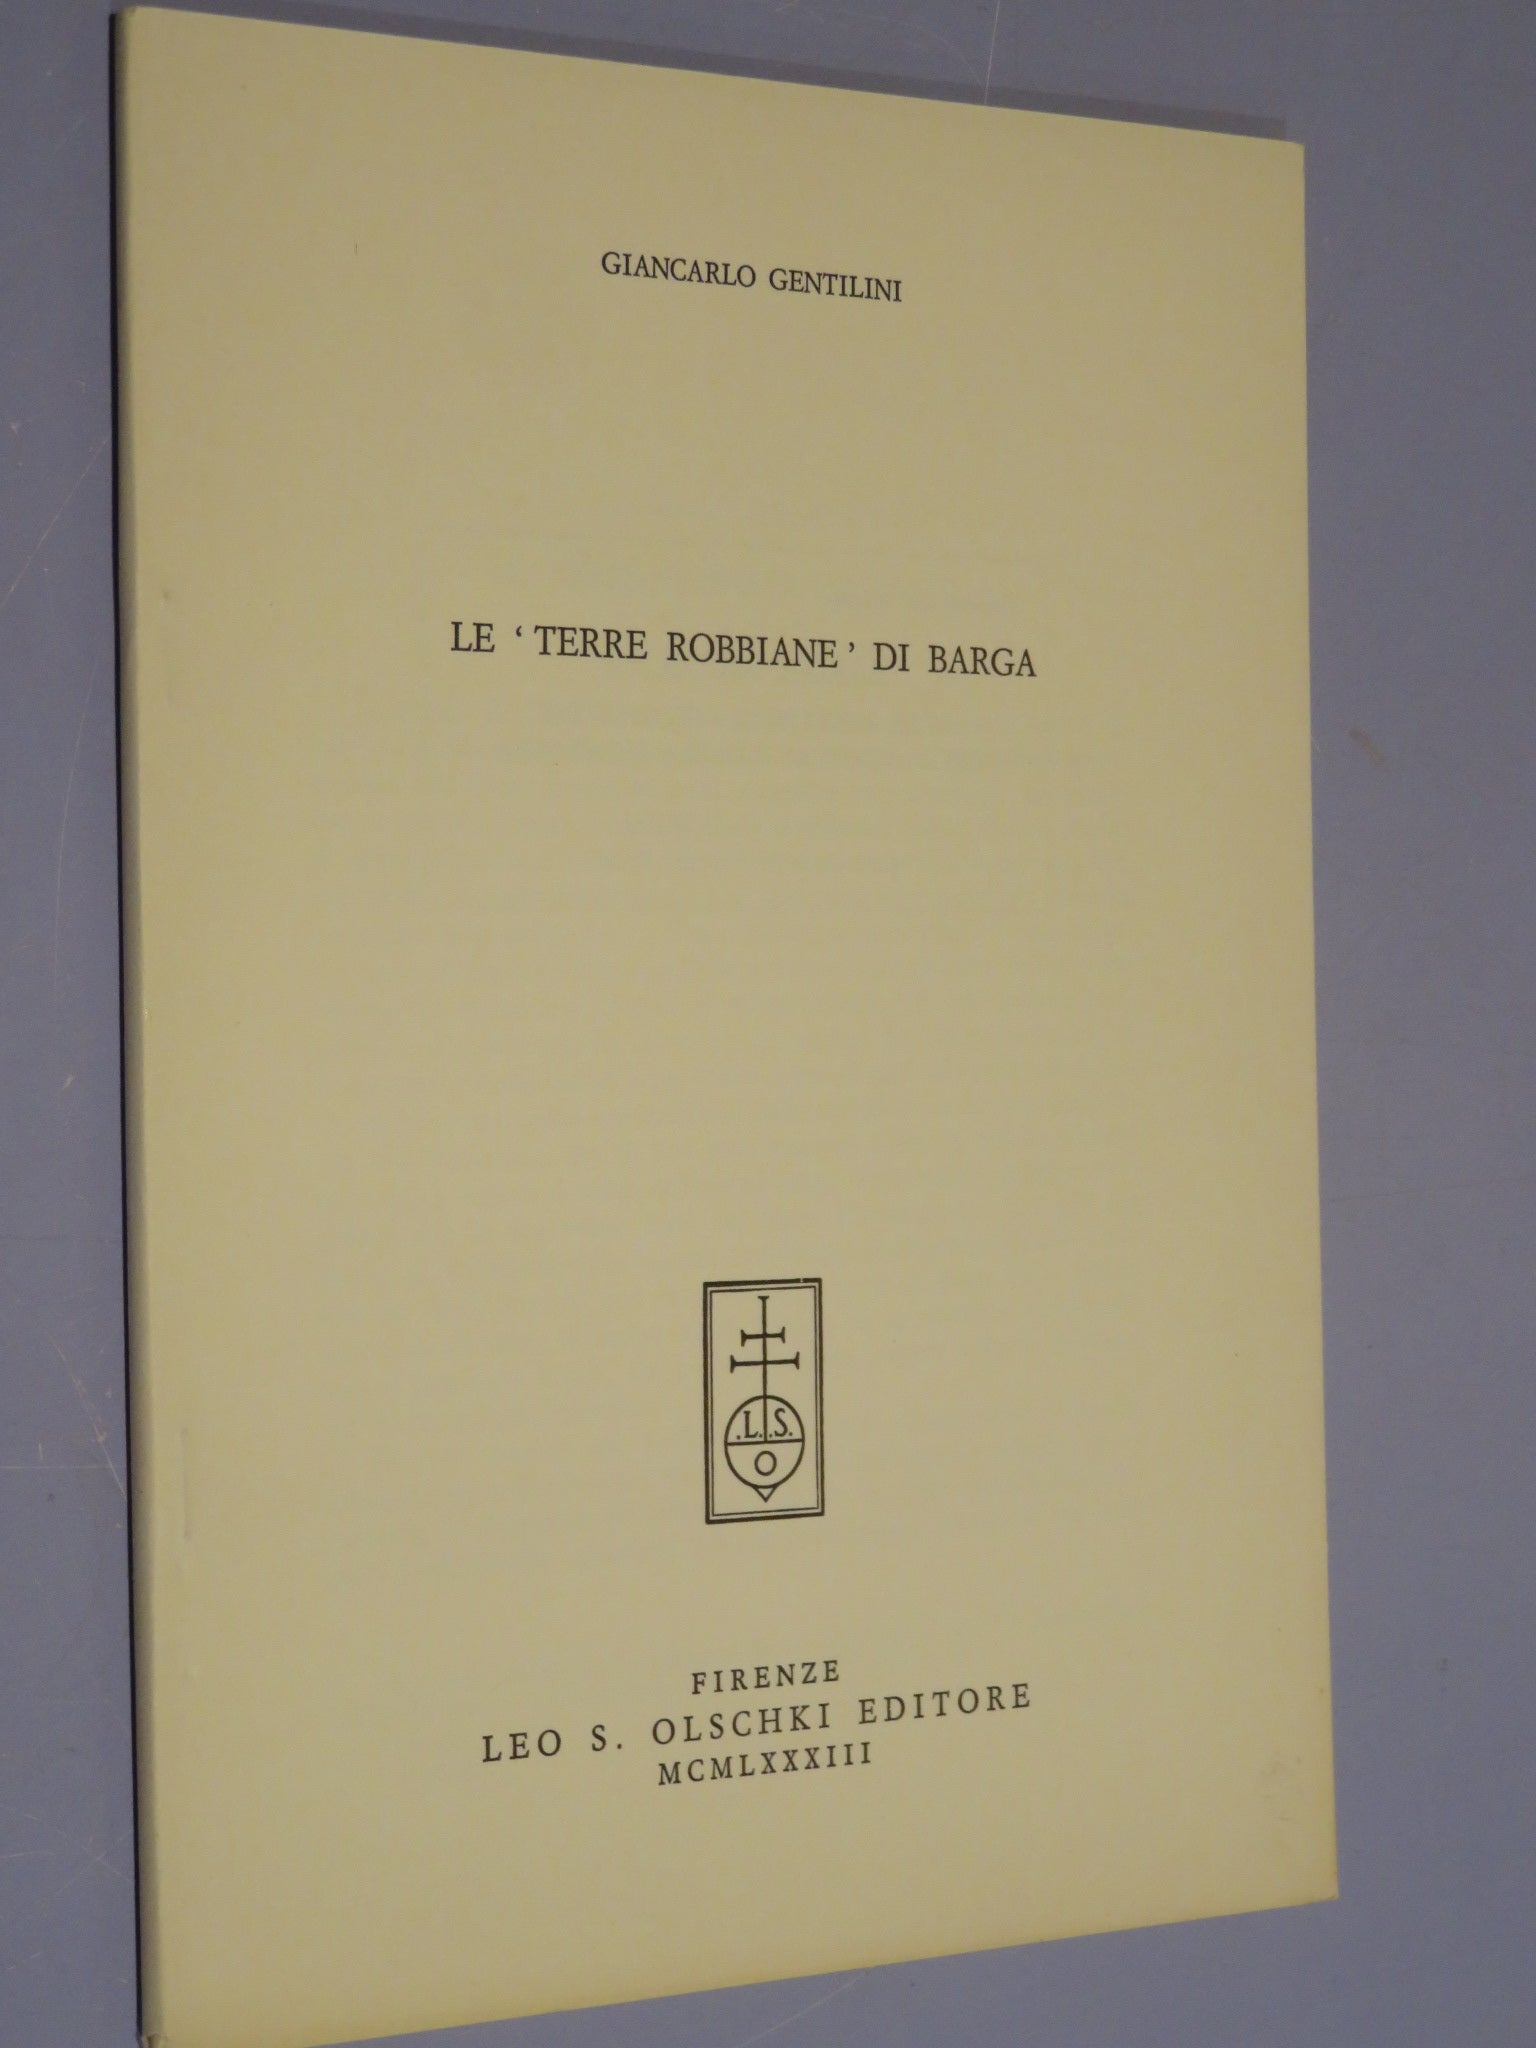 GIANCARLO GENTILINI
LE ‘ TERRE ROBBIANE ’ DI BARGA
.L. .S.
O
FIRENZE
LEO S. OLSCHKI EDITORE
MCMLXXXIII